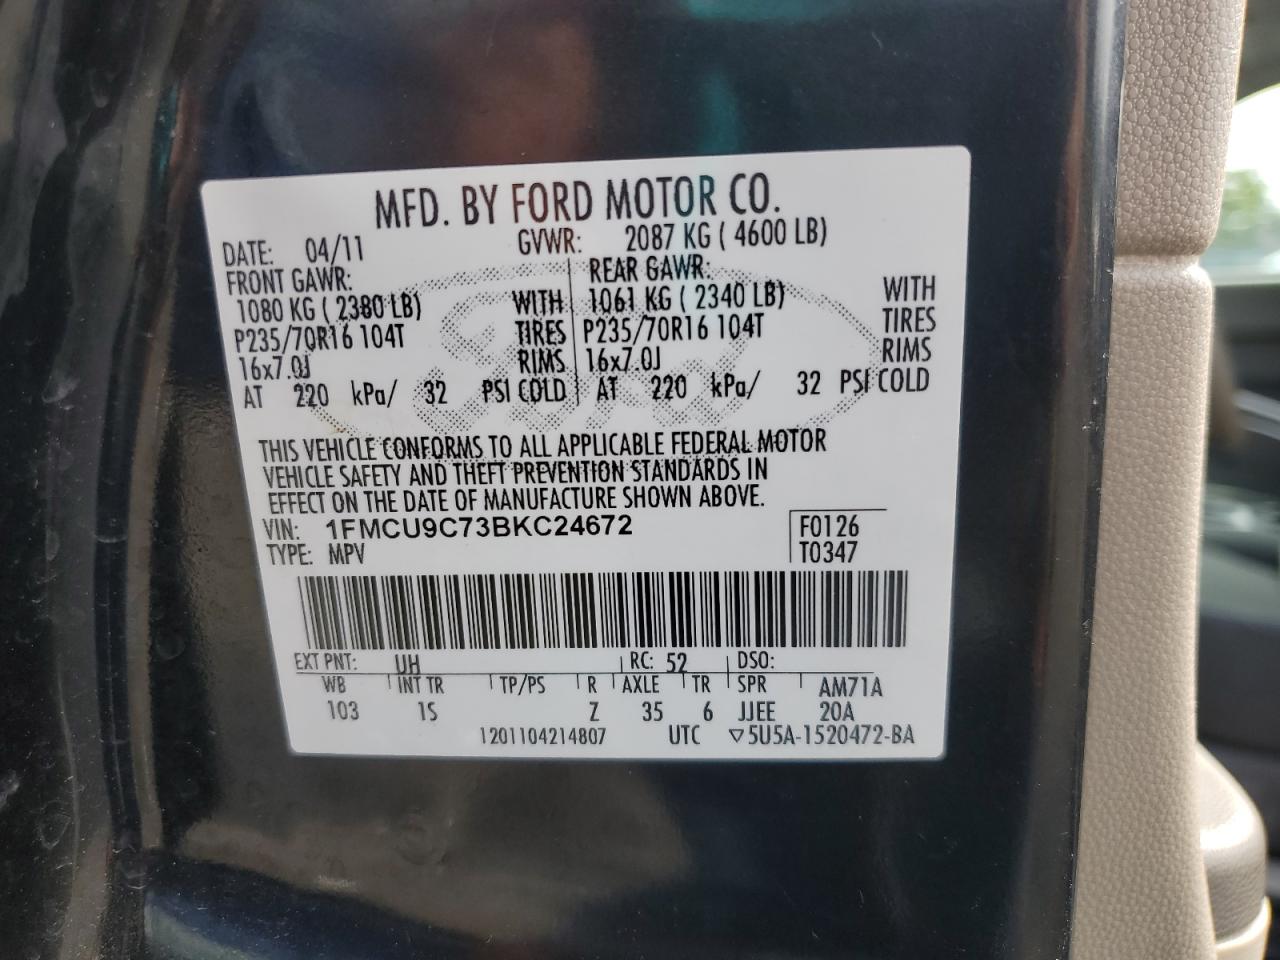 MFD. BY FORD MOTOR CO.
DATE: 04/11 GVWR: 2087 KG ( 4600 LB)
FRONT GAWR: REAR GAWR:
1080 KG ( 2380 LB) WITH 1061 KG ( 2340 LB) WITH
P235/70R16 104T TIRES P235/70R16 104T TIRES
16x7.0J RIMS 16x7.0J RIMS
AT 220 kPa/ 32 PSI COLD AT 220 kPa/ 32 PSI COLD
Ford
THIS VEHICLE CONFORMS TO ALL APPLICABLE FEDERAL MOTOR
VEHICLE SAFETY AND THEFT PREVENTION STANDARDS IN
EFFECT ON THE DATE OF MANUFACTURE SHOWN ABOVE.
VIN: 1FMCU9C73BKC24672 F0126
TYPE: MPV T0347
EXT PNT: UH RC: 52 DSO:
WB INT TR TP/PS R AXLE TR SPR AM71A
103 1S Z 35 6 JJEE 20A
1201104214807 UTC ▽5U5A-1520472-BA